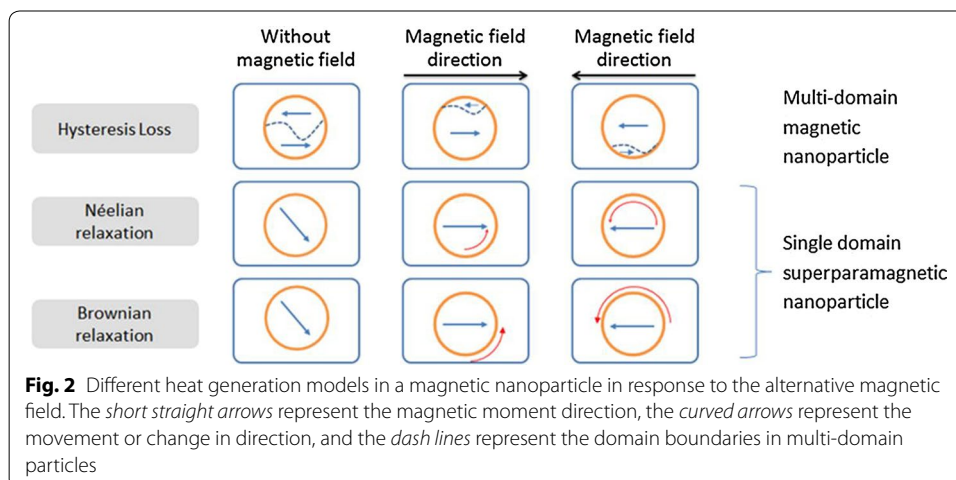 Without
magnetic field
Magnetic field
direction
Magnetic field
direction
Hysteresis Loss
Multi-domain
magnetic
nanoparticle
Néelian
relaxation
Single domain
superparamagnetic
nanoparticle
Brownian
relaxation
Fig. 2 Different heat generation models in a magnetic nanoparticle in response to the alternative magnetic
field. The short straight arrows represent the magnetic moment direction, the curved arrows represent the
movement or change in direction, and the dash lines represent the domain boundaries in multi-domain
particles